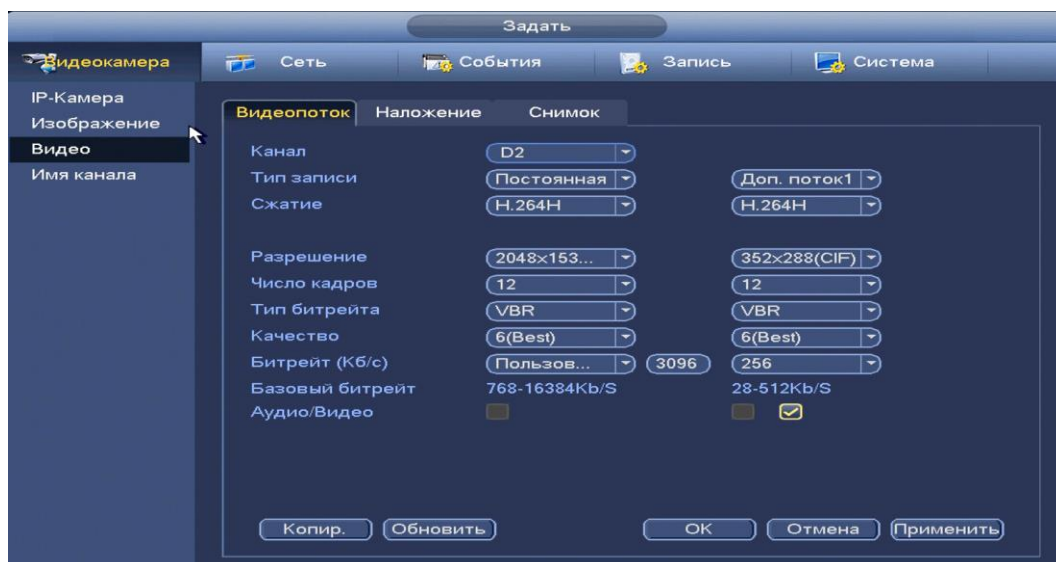 Задать
Видеокамера Сеть События Запись Система
IP-Камера
Изображение
Видео
Имя канала
Видеопоток Наложение Снимок
Канал D2
Тип записи Постоянная Доп. поток1
Сжатие H.264H H.264H
Разрешение 2048x153... 352x288(CIF)
Число кадров 12 12
Тип битрейта VBR VBR
Качество 6(Best) 6(Best)
Битрейт (Кб/с) Пользов... 3096 256
Базовый битрейт 768-16384Kb/S 28-512Kb/S
Аудио/Видео
Копир. Обновить OK Отмена Применить